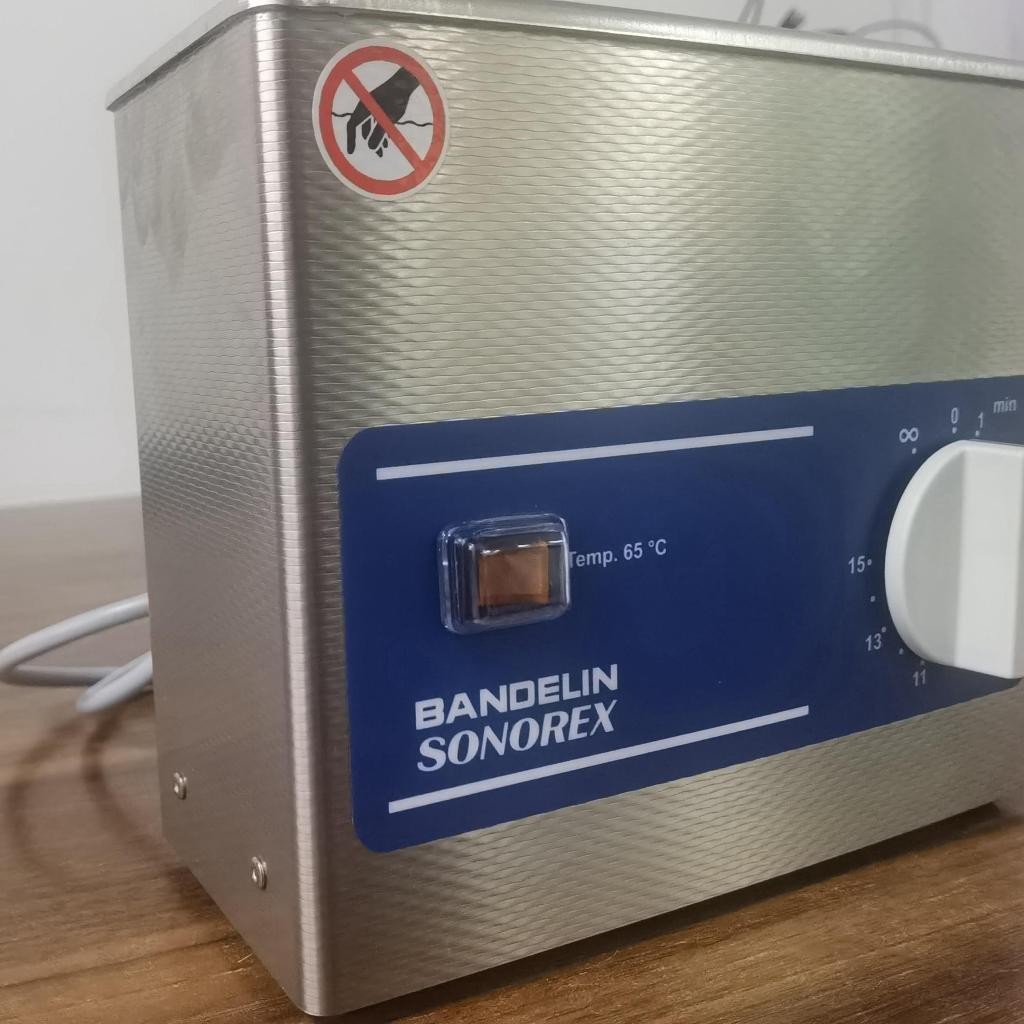 ∞ 0 1 min
Temp. 65 °C
15
13
11
BANDELIN
SONOREX